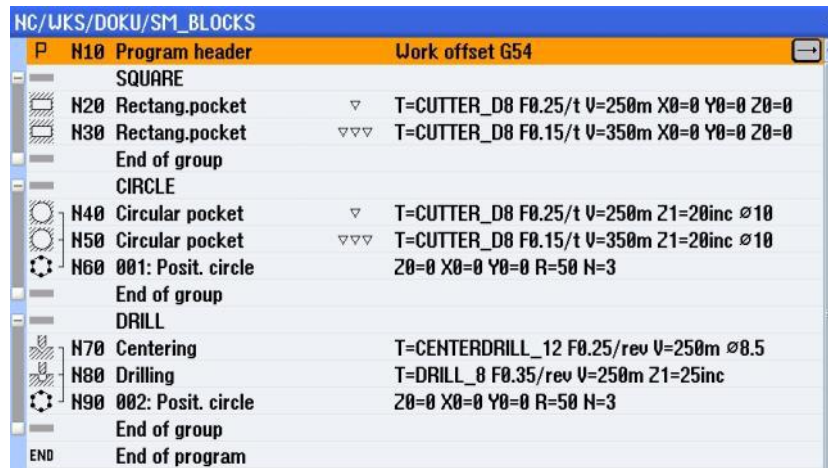 NC/WKS/DOKU/SM_BLOCKS
P N10 Program header Work offset G54
SQUARE
N20 Rectang.pocket ▽ T=CUTTER_D8 F0.25/t V=250m X0=0 Y0=0 Z0=0
N30 Rectang.pocket ▽▽▽ T=CUTTER_D8 F0.15/t V=350m X0=0 Y0=0 Z0=0
End of group
CIRCLE
N40 Circular pocket ▽ T=CUTTER_D8 F0.25/t V=250m Z1=20inc ⌀10
N50 Circular pocket ▽▽▽ T=CUTTER_D8 F0.15/t V=350m Z1=20inc ⌀10
N60 001: Posit. circle Z0=0 X0=0 Y0=0 R=50 N=3
End of group
DRILL
N70 Centering T=CENTERDRILL_12 F0.25/rev V=250m ⌀8.5
N80 Drilling T=DRILL_8 F0.35/rev V=250m Z1=25inc
N90 002: Posit. circle Z0=0 X0=0 Y0=0 R=50 N=3
End of group
END End of program